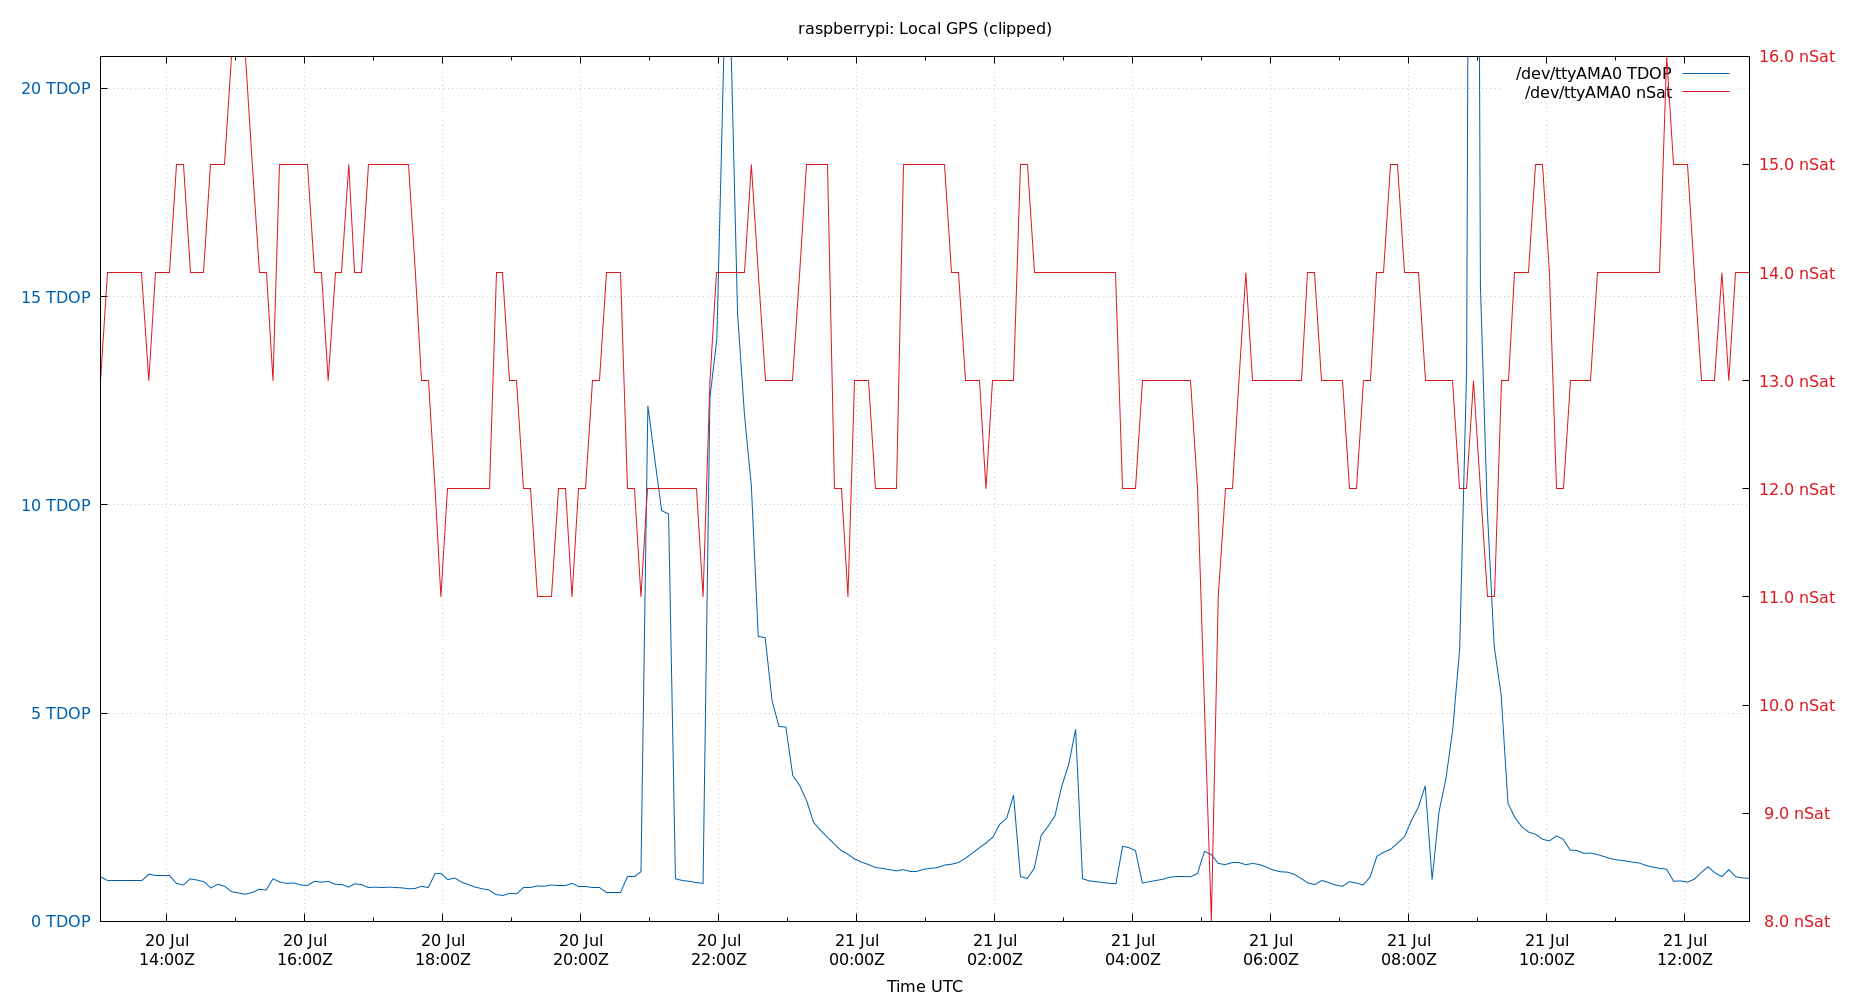 raspberrypi: Local GPS (clipped)
20 TDOP
15 TDOP
10 TDOP
5 TDOP
0 TDOP
/dev/ttyAMA0 TDOP
/dev/ttyAMA0 nSat
16.0 nSat
15.0 nSat
14.0 nSat
13.0 nSat
12.0 nSat
11.0 nSat
10.0 nSat
9.0 nSat
8.0 nSat
20 Jul
14:00Z
20 Jul
16:00Z
20 Jul
18:00Z
20 Jul
20:00Z
20 Jul
22:00Z
21 Jul
00:00Z
21 Jul
02:00Z
21 Jul
04:00Z
21 Jul
06:00Z
21 Jul
08:00Z
21 Jul
10:00Z
21 Jul
12:00Z
Time UTC